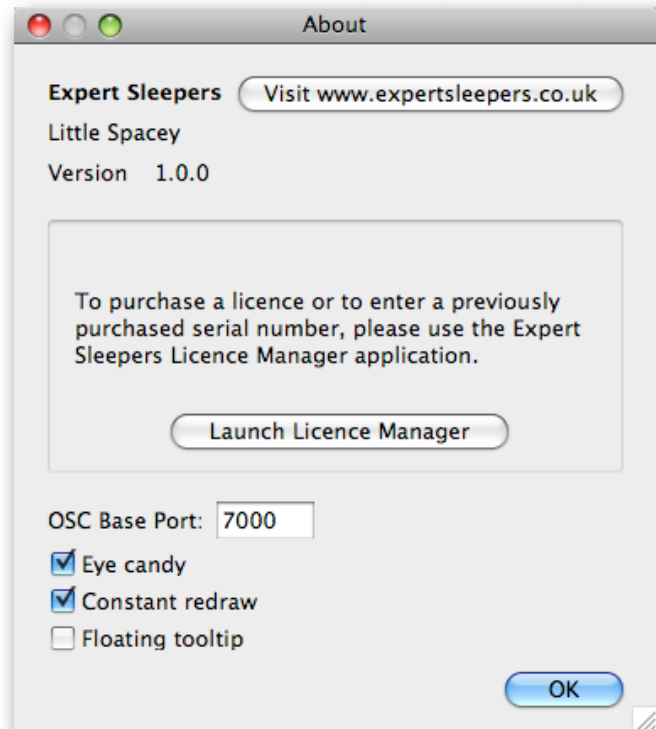 About
Expert Sleepers Visit www.expertsleepers.co.uk
Little Spacey
Version 1.0.0
To purchase a licence or to enter a previously
purchased serial number, please use the Expert
Sleepers Licence Manager application.
Launch Licence Manager
OSC Base Port: 7000
Eye candy
Constant redraw
Floating tooltip
OK